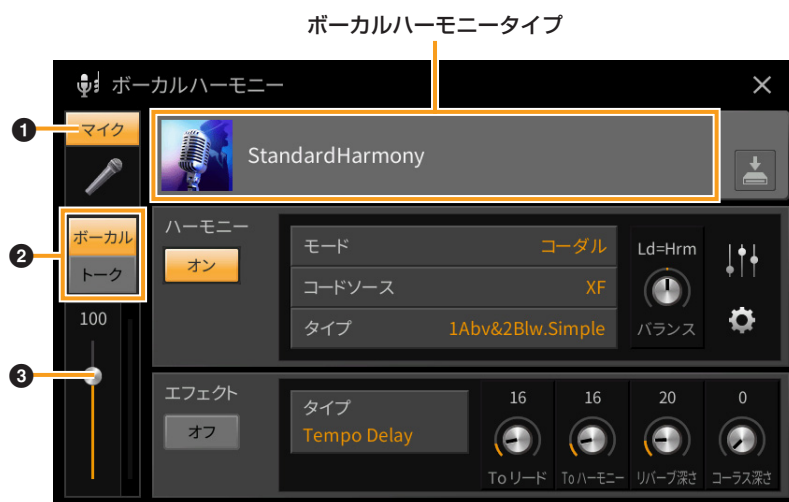 ボーカルハーモニータイプ
ボーカルハーモニー
1
マイク
StandardHarmony
2
ボーカル
トーク
ハーモニー
オン
モード コーダル
コードソース XF
タイプ 1Abv&2Blw.Simple
Ld=Hrm
バランス
100
3
エフェクト
オフ
タイプ
Tempo Delay
16 16 20 0
Toリード Toハーモニー リバーブ深さ コーラス深さ